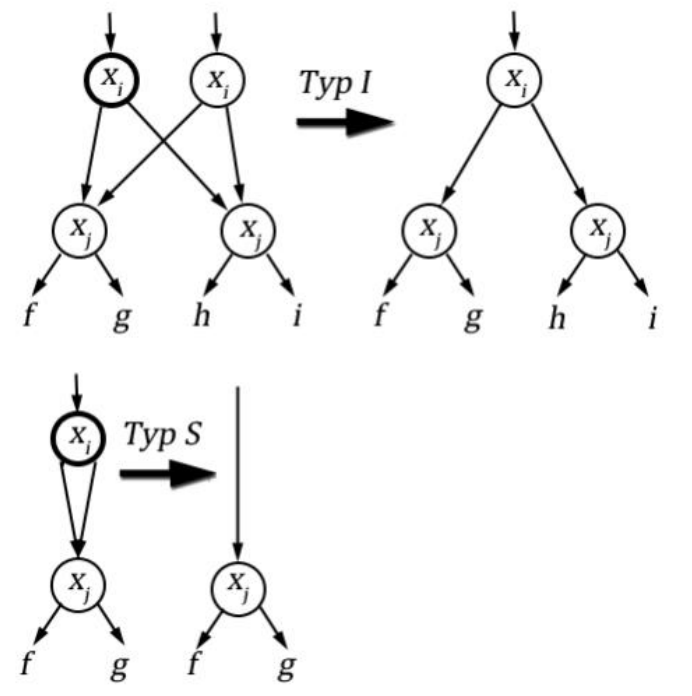 x_i x_i Typ I x_i
x_j x_j x_j x_j
f g h i f g h i
x_i Typ S
x_j x_j
f g f g